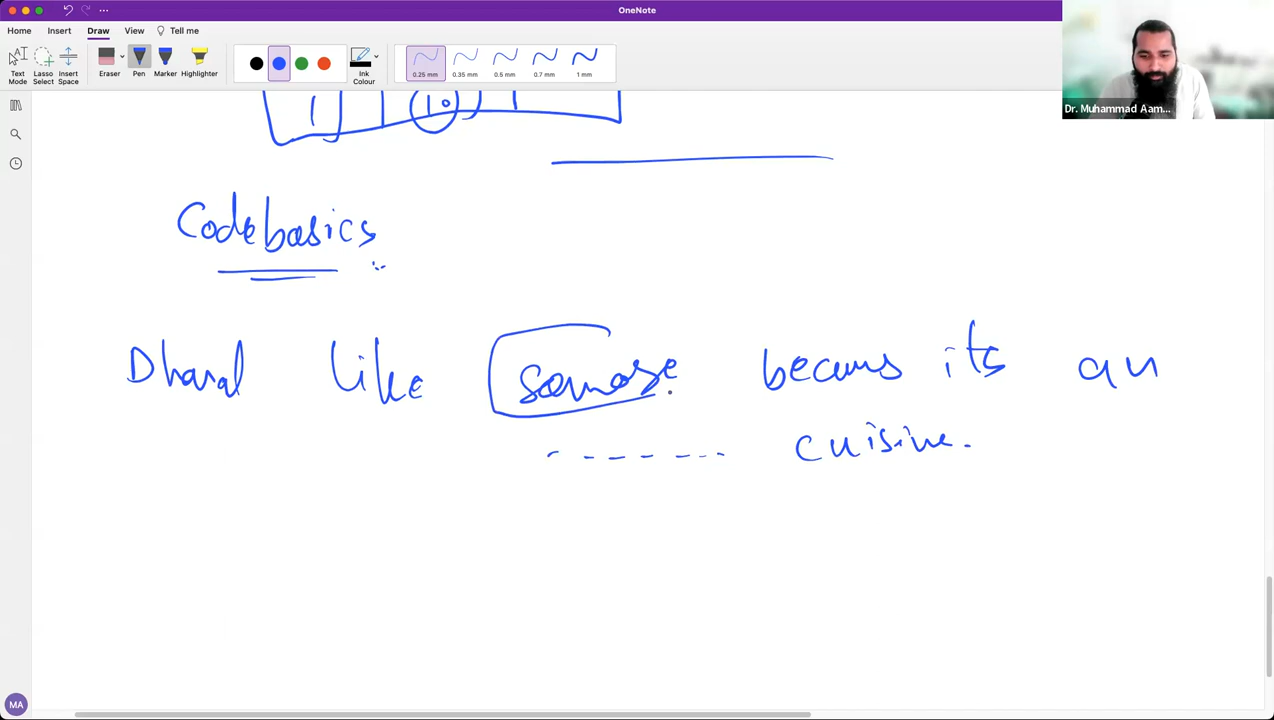 OneNote
Home Insert Draw View Tell me
Text Mode
Lasso Select
Insert Space
Eraser
Pen
Marker
Highlighter
Ink Colour
0.25 mm
0.35 mm
0.5 mm
0.7 mm
1 mm
Dr. Muhammad Aam...
10
Codebasics
Dhaval like samose becaus its an
------ cuisine.
MA